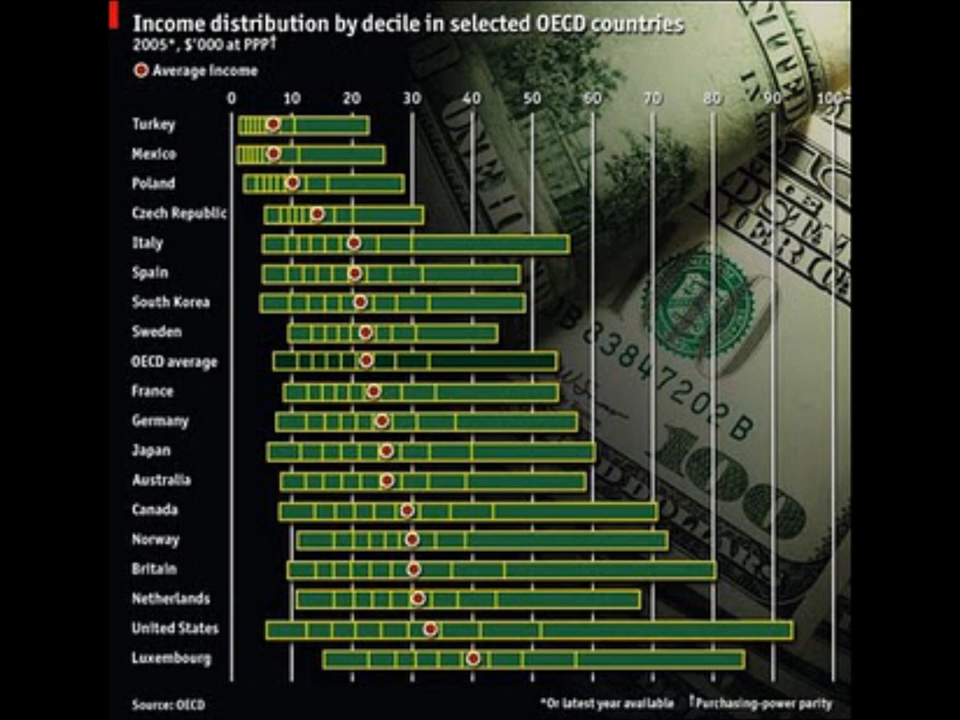 Income distribution by decile in selected OECD countries
2005*, $'000 at PPP†
Average income
0 10 20 30 40 50 60 70 80 90 100
Turkey
Mexico
Poland
Czech Republic
Italy
Spain
South Korea
Sweden
OECD average
France
Germany
Japan
Australia
Canada
Norway
Britain
Netherlands
United States
Luxembourg
Source: OECD
*Or latest year available †Purchasing-power parity
B 83847202 B
100